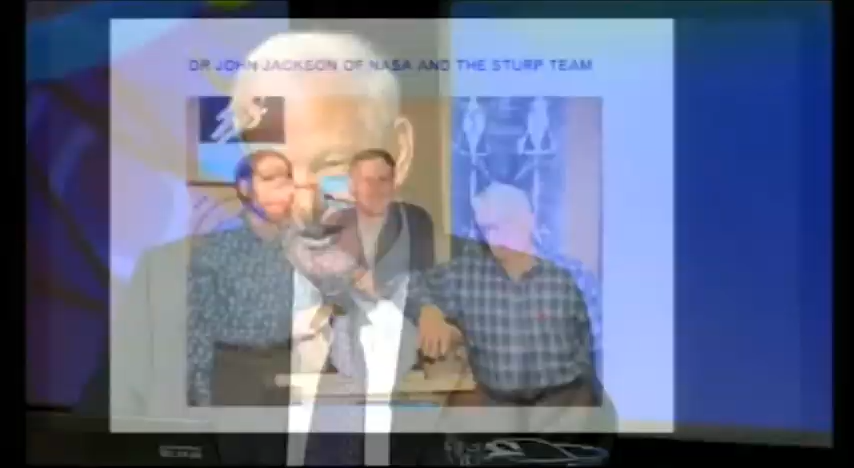 DR JOHN JACKSON OF NASA AND THE STURP TEAM